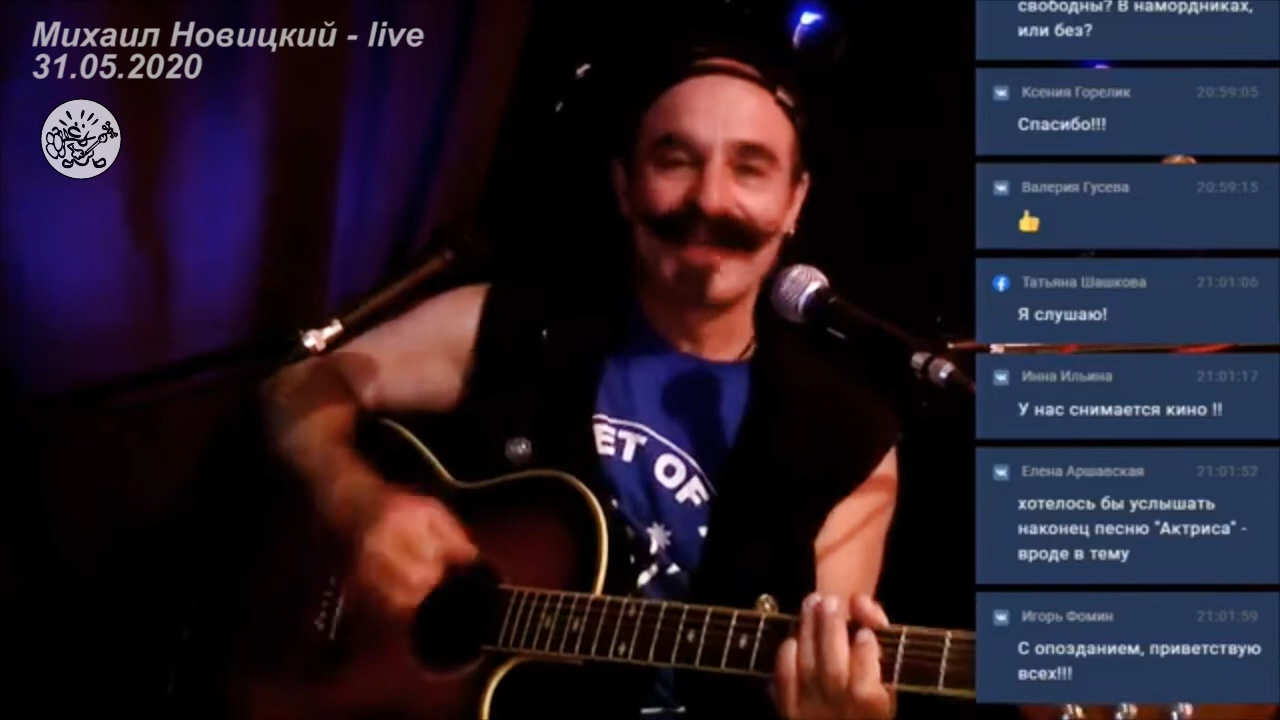 Михаил Новицкий - live
31.05.2020
ET OF
свободны? В намордниках,
или без?
Ксения Горелик 20:59:05
Спасибо!!!
Валерия Гусева 20:59:15
👍
Татьяна Шашкова 21:01:06
Я слушаю!
Инна Ильина 21:01:17
У нас снимается кино !!
Елена Аршавская 21:01:52
хотелось бы услышать
наконец песню "Актриса" -
вроде в тему
Игорь Фомин 21:01:59
С опозданием, приветствую
всех!!!